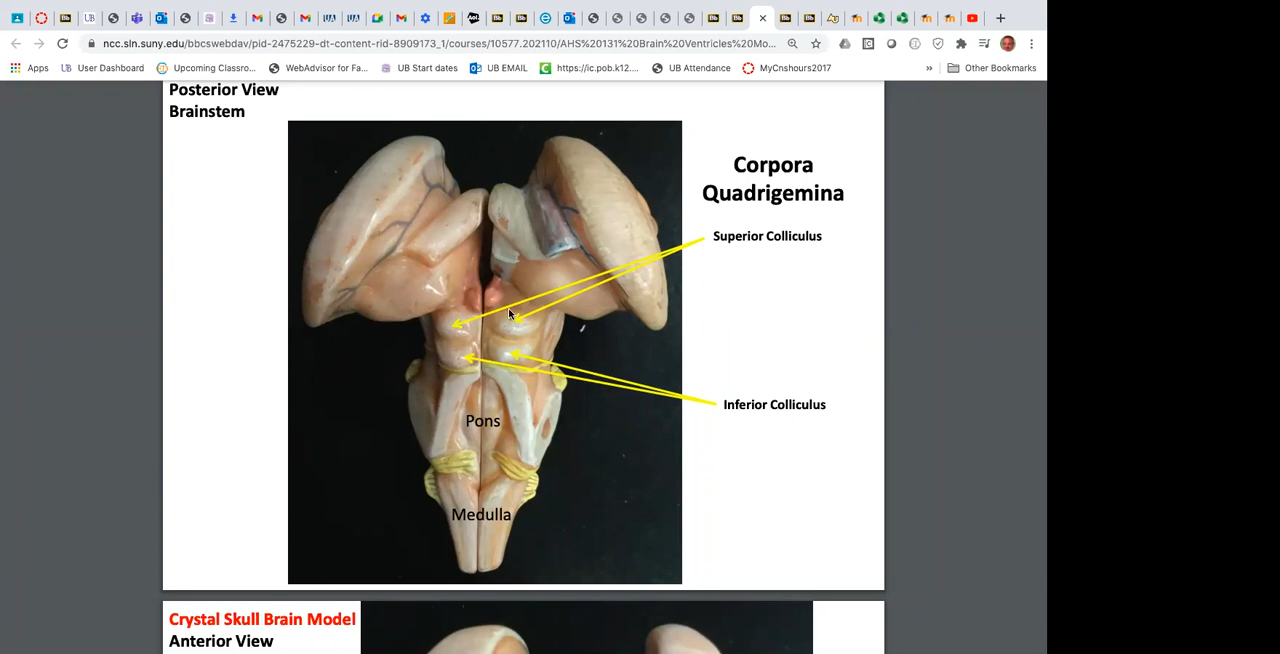 ncc.sln.suny.edu/bbcswebdav/pid-2475229-dt-content-rid-8909173_1/courses/10577.202110/AHS%20131%20Brain%20Ventricles%20Mo...
Apps UB User Dashboard Upcoming Classro... WebAdvisor for Fa... UB Start dates UB EMAIL https://ic.pob.k12.... UB Attendance MyCnshours2017 » Other Bookmarks
Posterior View
Brainstem
Corpora
Quadrigemina
Superior Colliculus
Inferior Colliculus
Pons
Medulla
Crystal Skull Brain Model
Anterior View